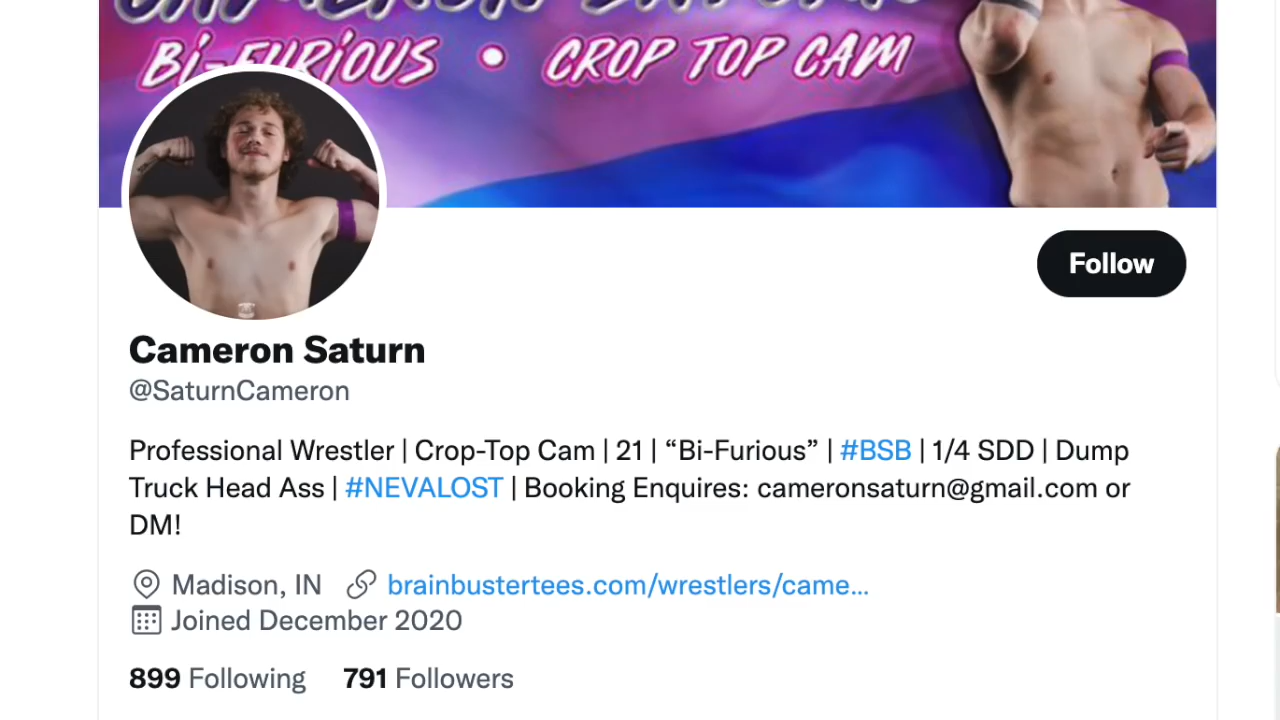 CAMERON SATURN
Bi-FURiOUS • CROP TOP CAM
Follow
Cameron Saturn
@SaturnCameron
Professional Wrestler | Crop-Top Cam | 21 | “Bi-Furious” | #BSB | 1/4 SDD | Dump
Truck Head Ass | #NEVALOST | Booking Enquires: cameronsaturn@gmail.com or
DM!
Madison, IN brainbustertees.com/wrestlers/came...
Joined December 2020
899 Following 791 Followers